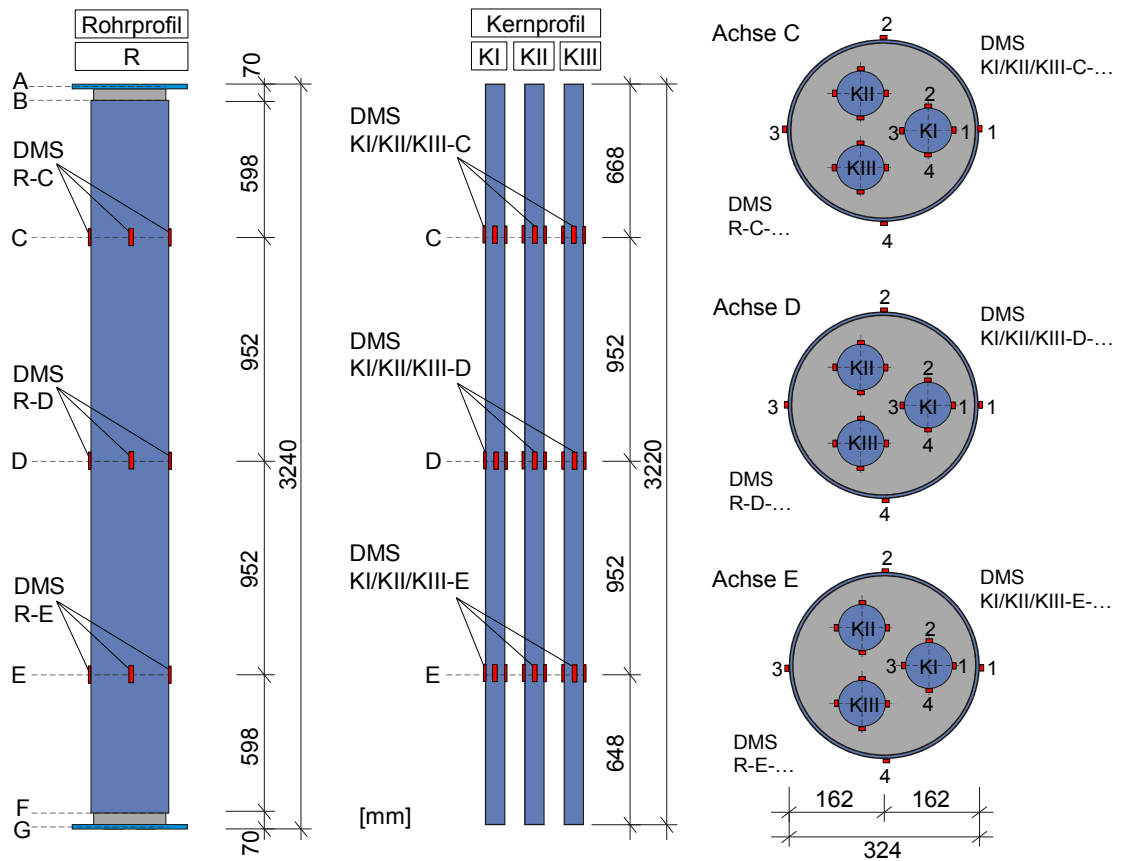 Rohrprofil
R
A
B
DMS
R-C
C
DMS
R-D
D
DMS
R-E
E
F
G
70
598
952
952
598
70
3240
Kernprofil
KI KII KIII
DMS
KI/KII/KIII-C
C
DMS
KI/KII/KIII-D
D
DMS
KI/KII/KIII-E
E
668
952
952
648
3220
[mm]
Achse C
DMS
KI/KII/KIII-C-…
2
KII
2
3 3 KI 1 1
KIII
4
DMS
R-C-…
4
Achse D
DMS
KI/KII/KIII-D-…
2
KII
2
3 3 KI 1 1
KIII
4
DMS
R-D-…
4
Achse E
DMS
KI/KII/KIII-E-…
2
KII
2
3 3 KI 1 1
KIII
4
DMS
R-E-…
4
162 162
324